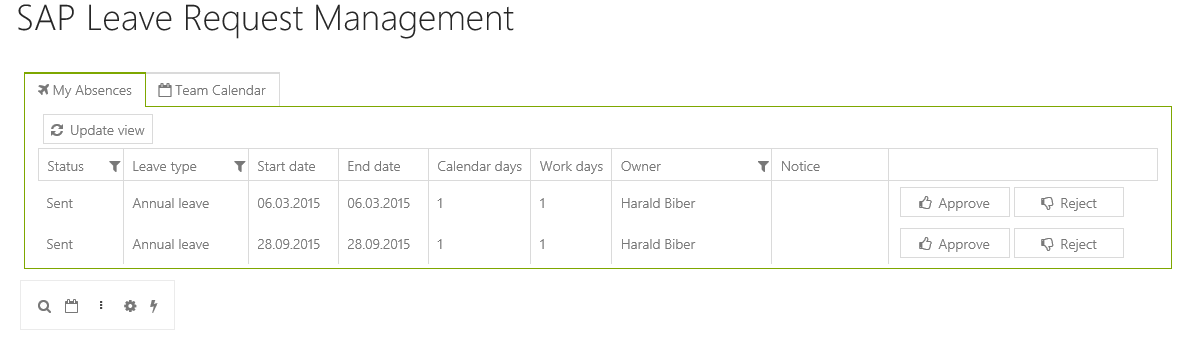 SAP Leave Request Management
My Absences Team Calendar
Update view
Status Leave type Start date End date Calendar days Work days Owner Notice
Sent Annual leave 06.03.2015 06.03.2015 1 1 Harald Biber Approve Reject
Sent Annual leave 28.09.2015 28.09.2015 1 1 Harald Biber Approve Reject